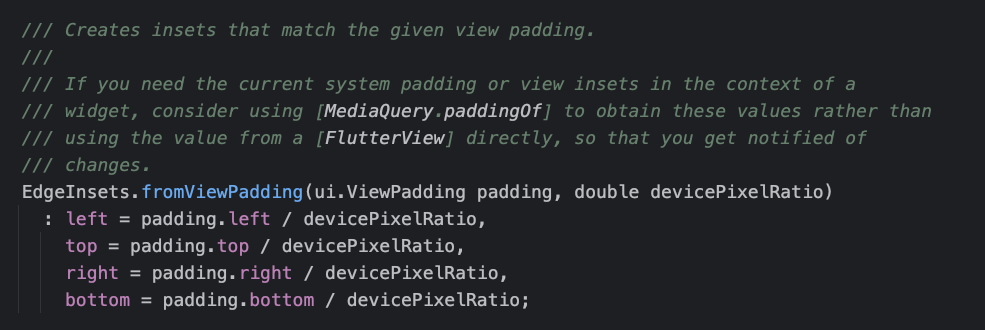 /// Creates insets that match the given view padding.
///
/// If you need the current system padding or view insets in the context of a
/// widget, consider using [MediaQuery.paddingOf] to obtain these values rather than
/// using the value from a [FlutterView] directly, so that you get notified of
/// changes.
EdgeInsets.fromViewPadding(ui.ViewPadding padding, double devicePixelRatio)
  : left = padding.left / devicePixelRatio,
    top = padding.top / devicePixelRatio,
    right = padding.right / devicePixelRatio,
    bottom = padding.bottom / devicePixelRatio;